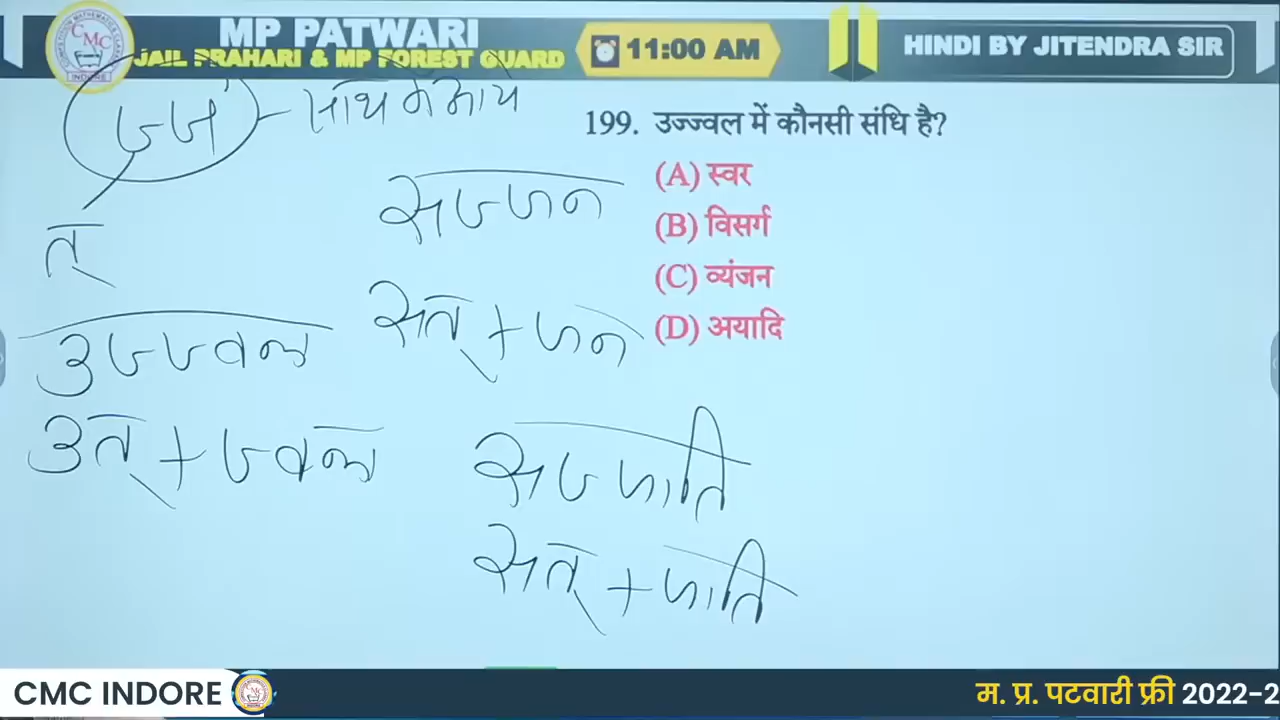 MP PATWARI
JAIL PRAHARI & MP FOREST GUARD
11:00 AM
HINDI BY JITENDRA SIR
CMC
INDORE
ज्ज - साथ में आये
त्
उज्ज्वल
उत् + ज्वल
सज्जन
सत् + जन
सज्जाति
सत् + जाति
199. उज्ज्वल में कौनसी संधि है?
(A) स्वर
(B) विसर्ग
(C) व्यंजन
(D) अयादि
CMC INDORE
म. प्र. पटवारी फ्री 2022-2